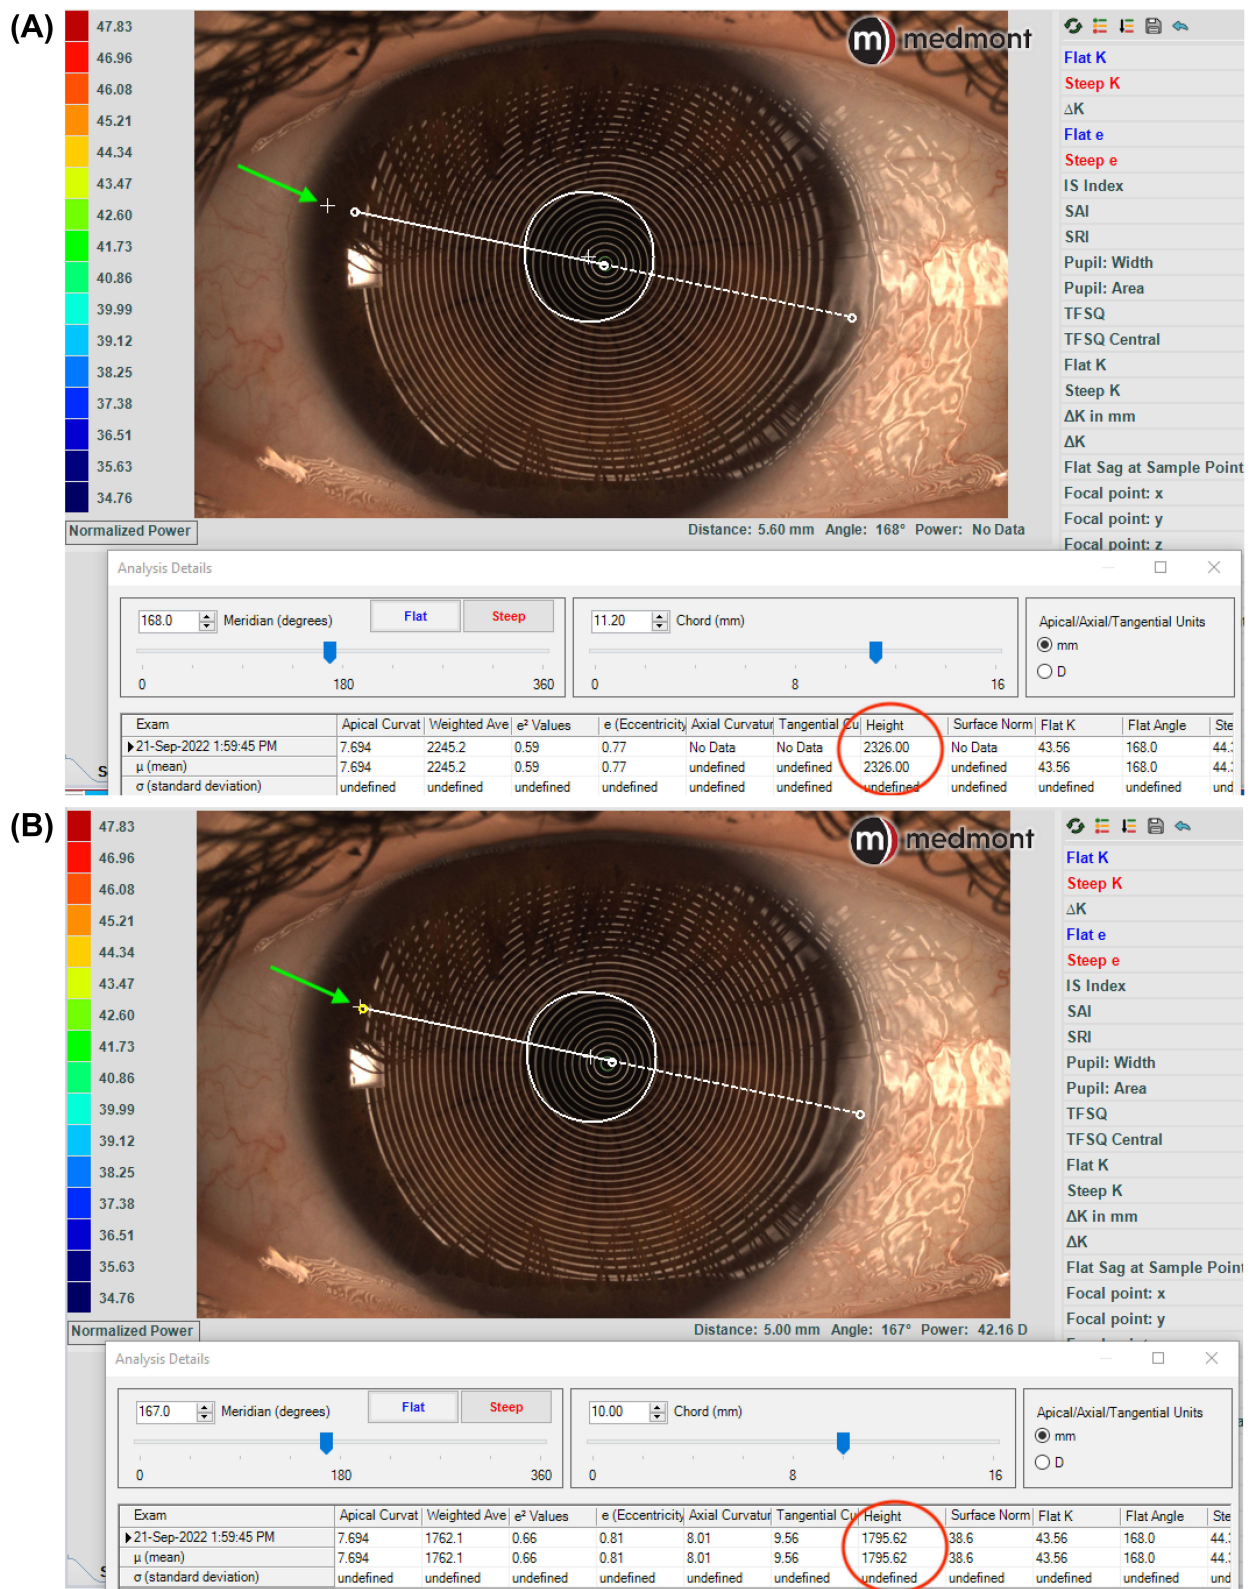 (A)
47.83
46.96
46.08
45.21
44.34
43.47
42.60
41.73
40.86
39.99
39.12
38.25
37.38
36.51
35.63
34.76
m medmont
Flat K
Steep K
ΔK
Flat e
Steep e
IS Index
SAI
SRI
Pupil: Width
Pupil: Area
TFSQ
TFSQ Central
Flat K
Steep K
ΔK in mm
ΔK
Flat Sag at Sample Point
Focal point: x
Focal point: y
Focal point: z
Normalized Power
Distance: 5.60 mm Angle: 168° Power: No Data
Analysis Details
168.0 Meridian (degrees) Flat Steep
0 180 360
11.20 Chord (mm)
0 8 16
Apical/Axial/Tangential Units
mm
D
Exam Apical Curvat Weighted Ave e² Values e (Eccentricity Axial Curvatur Tangential Cu Height Surface Norm Flat K Flat Angle Ste
21-Sep-2022 1:59:45 PM 7.694 2245.2 0.59 0.77 No Data No Data 2326.00 No Data 43.56 168.0 44.
μ (mean) 7.694 2245.2 0.59 0.77 undefined undefined 2326.00 undefined 43.56 168.0 44.
σ (standard deviation) undefined undefined undefined undefined undefined undefined undefined undefined undefined undefined und
S
(B)
47.83
46.96
46.08
45.21
44.34
43.47
42.60
41.73
40.86
39.99
39.12
38.25
37.38
36.51
35.63
34.76
m medmont
Flat K
Steep K
ΔK
Flat e
Steep e
IS Index
SAI
SRI
Pupil: Width
Pupil: Area
TFSQ
TFSQ Central
Flat K
Steep K
ΔK in mm
ΔK
Flat Sag at Sample Poin
Focal point: x
Focal point: y
Normalized Power
Distance: 5.00 mm Angle: 167° Power: 42.16 D
Analysis Details
167.0 Meridian (degrees) Flat Steep
0 180 360
10.00 Chord (mm)
0 8 16
Apical/Axial/Tangential Units
mm
D
Exam Apical Curvat Weighted Ave e² Values e (Eccentricity Axial Curvatur Tangential Cu Height Surface Norm Flat K Flat Angle Ste
21-Sep-2022 1:59:45 PM 7.694 1762.1 0.66 0.81 8.01 9.56 1795.62 38.6 43.56 168.0 44.
μ (mean) 7.694 1762.1 0.66 0.81 8.01 9.56 1795.62 38.6 43.56 168.0 44.
σ (standard deviation) undefined undefined undefined undefined undefined undefined undefined undefined undefined undefined und